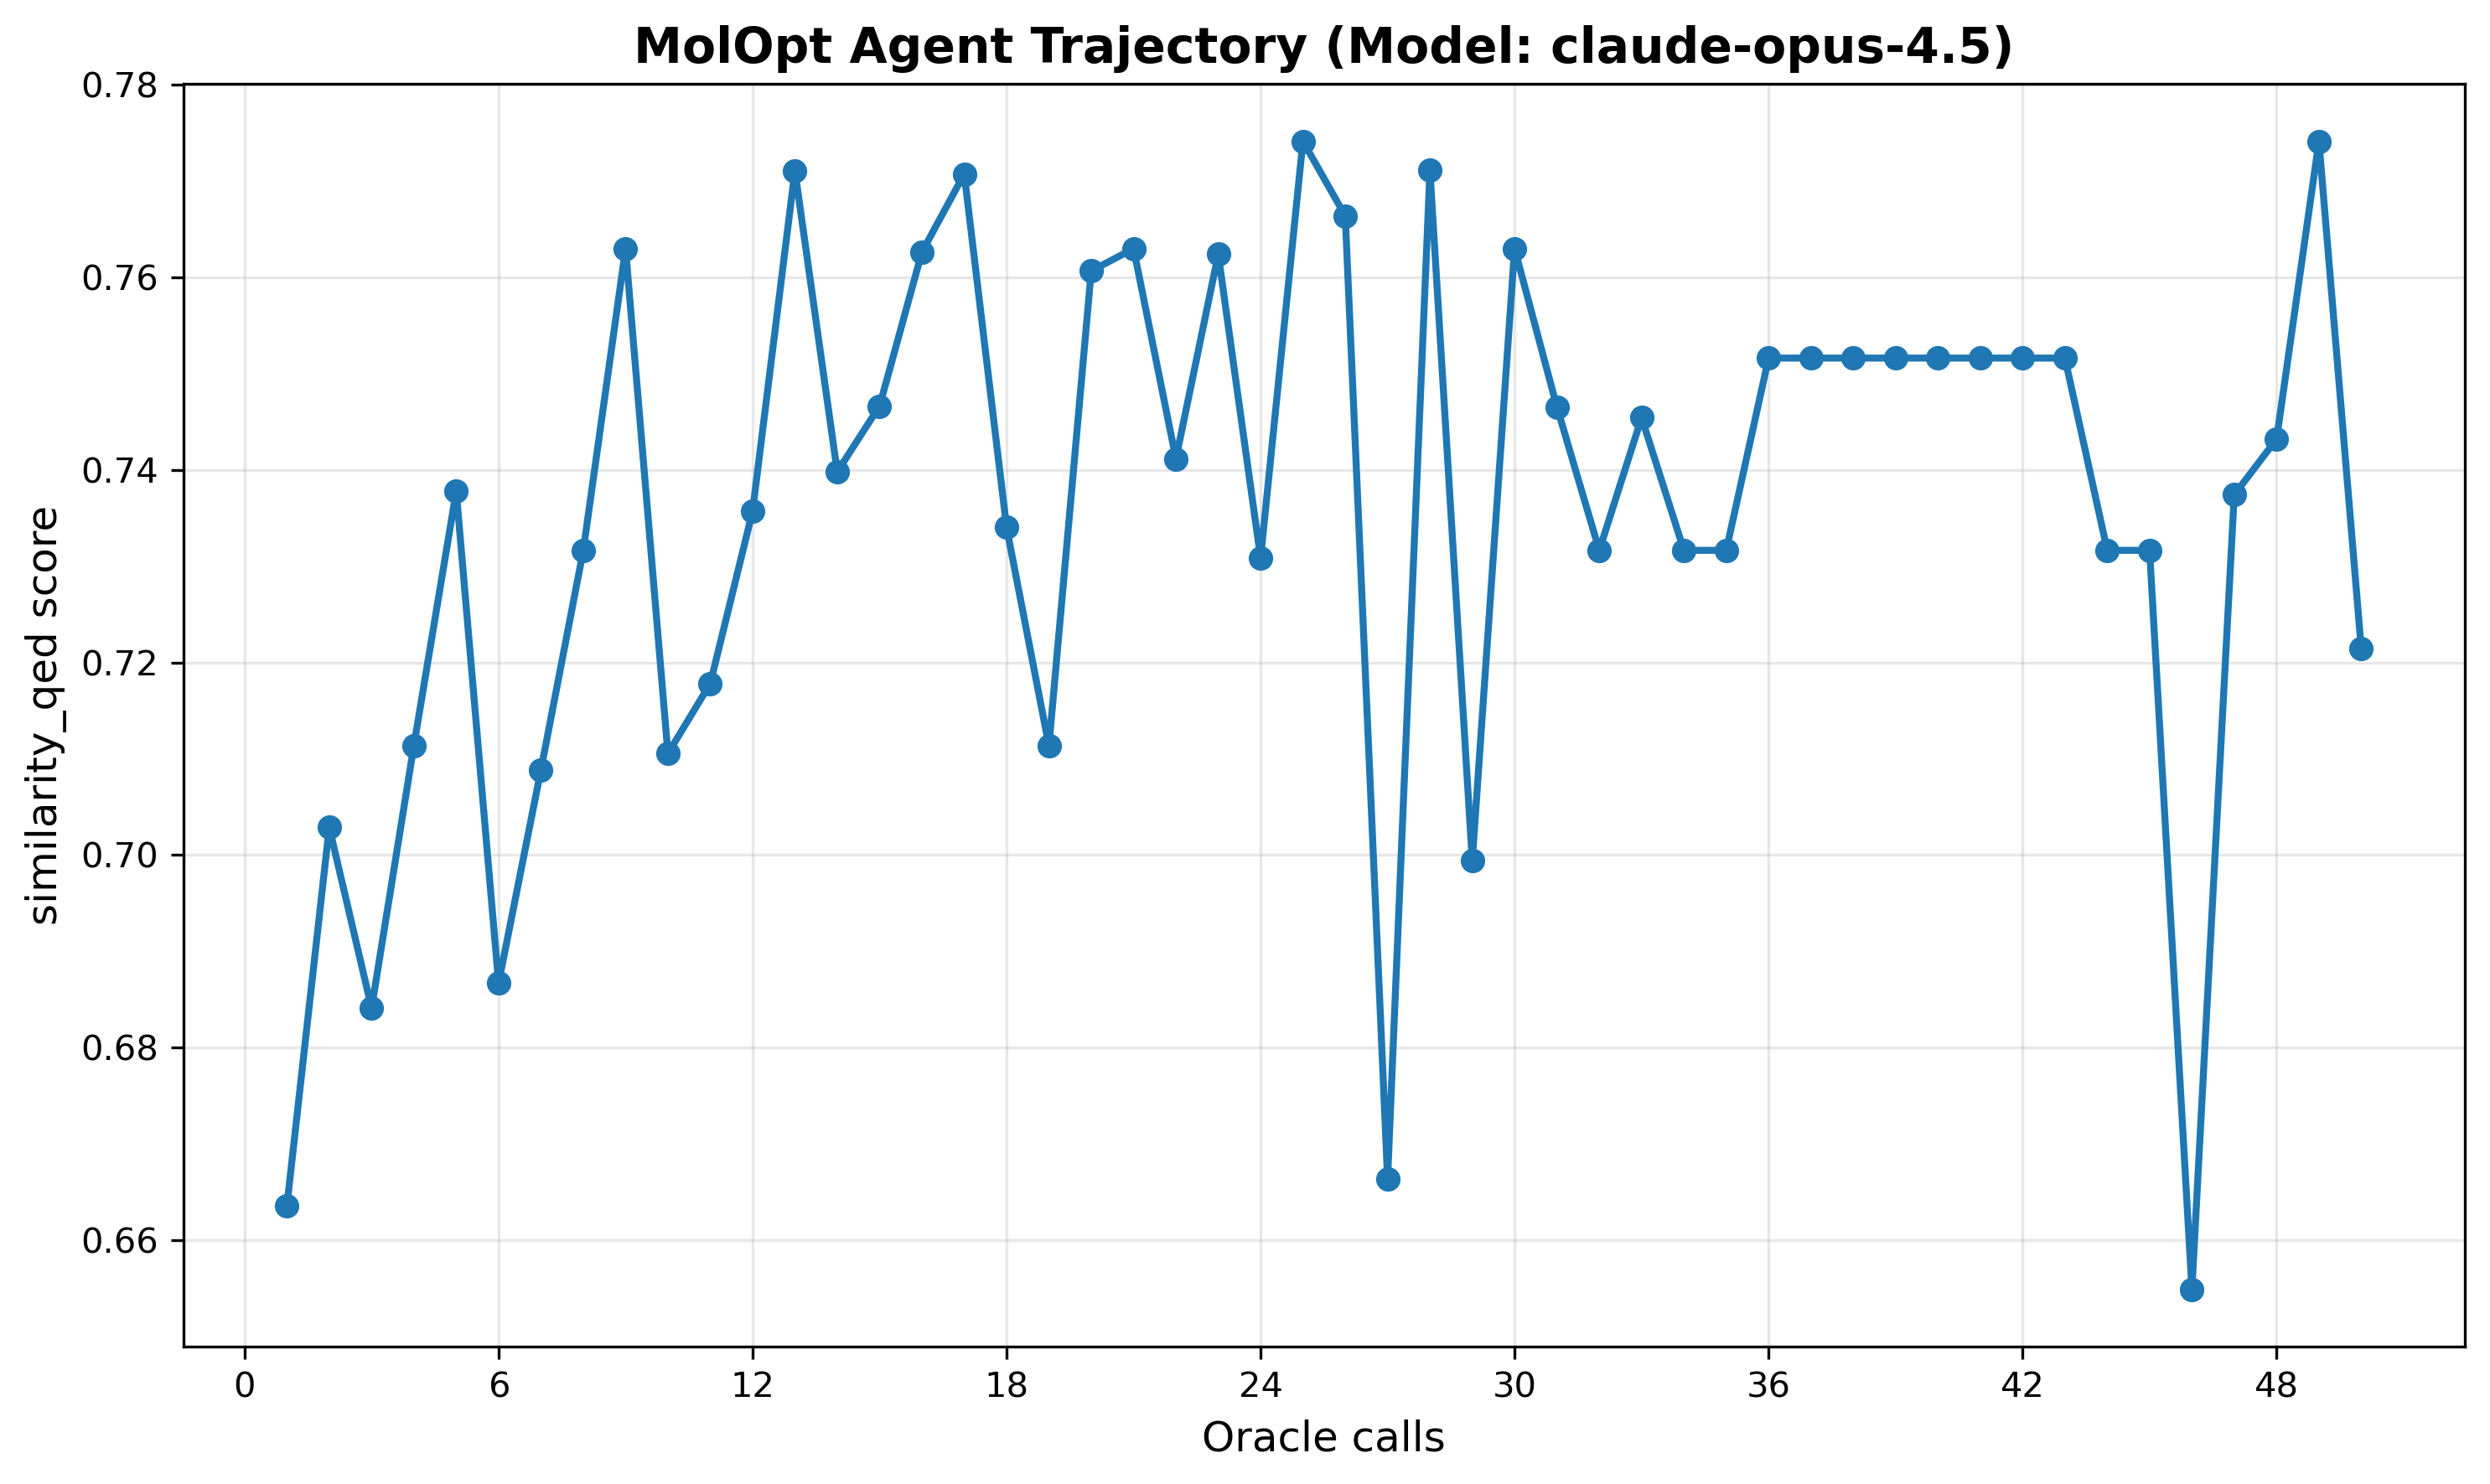 MolOpt Agent Trajectory (Model: claude-opus-4.5)
similarity_qed score
0.78
0.76
0.74
0.72
0.70
0.68
0.66
0 6 12 18 24 30 36 42 48
Oracle calls